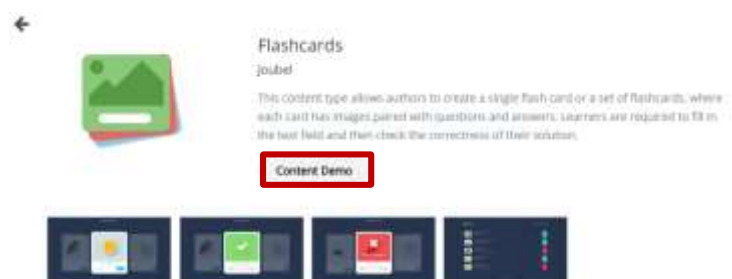 Flashcards
Joubel
This content type allows authors to create a single flash card or a set of flashcards, where
each card has images paired with questions and answers. Learners are required to fill in
the text field and then check the correctness of their solution.
Content Demo